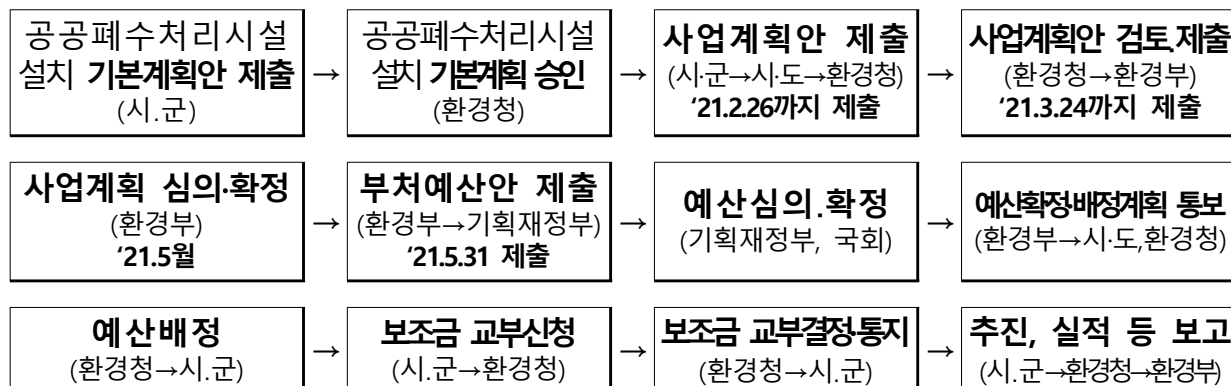 공공폐수처리시설
설치 기본계획안 제출
(시.군)
→
공공폐수처리시설
설치 기본계획 승인
(환경청)
→
사업계획안 제출
(시·군→시·도→환경청)
‘21.2.26까지 제출
→
사업계획안 검토.제출
(환경청→환경부)
‘21.3.24까지 제출
사업계획 심의·확정
(환경부)
‘21.5월
→
부처예산안 제출
(환경부→기획재정부)
‘21.5.31 제출
→
예산심의.확정
(기획재정부, 국회)
→
예산확정·배정계획 통보
(환경부→시·도,환경청)
예산배정
(환경청→시.군)
→
보조금 교부신청
(시.군→환경청)
→
보조금 교부결정·통지
(환경청→시.군)
→
추진, 실적 등 보고
(시.군→환경청→환경부)